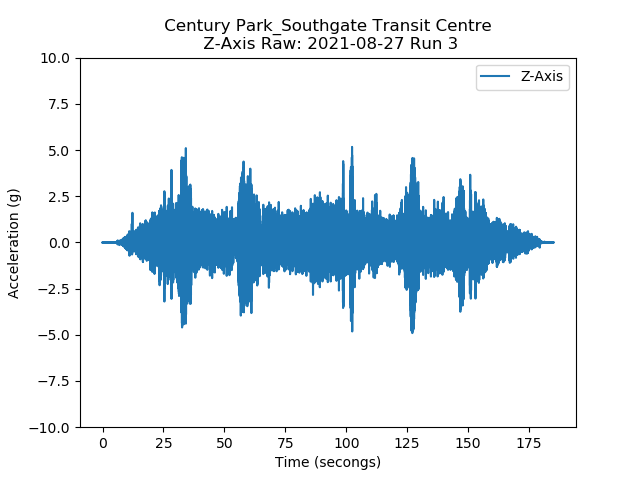 Century Park_Southgate Transit Centre
Z-Axis Raw: 2021-08-27 Run 3
Z-Axis
10.0
7.5
5.0
2.5
0.0
−2.5
−5.0
−7.5
−10.0
Acceleration (g)
0 25 50 75 100 125 150 175
Time (secongs)